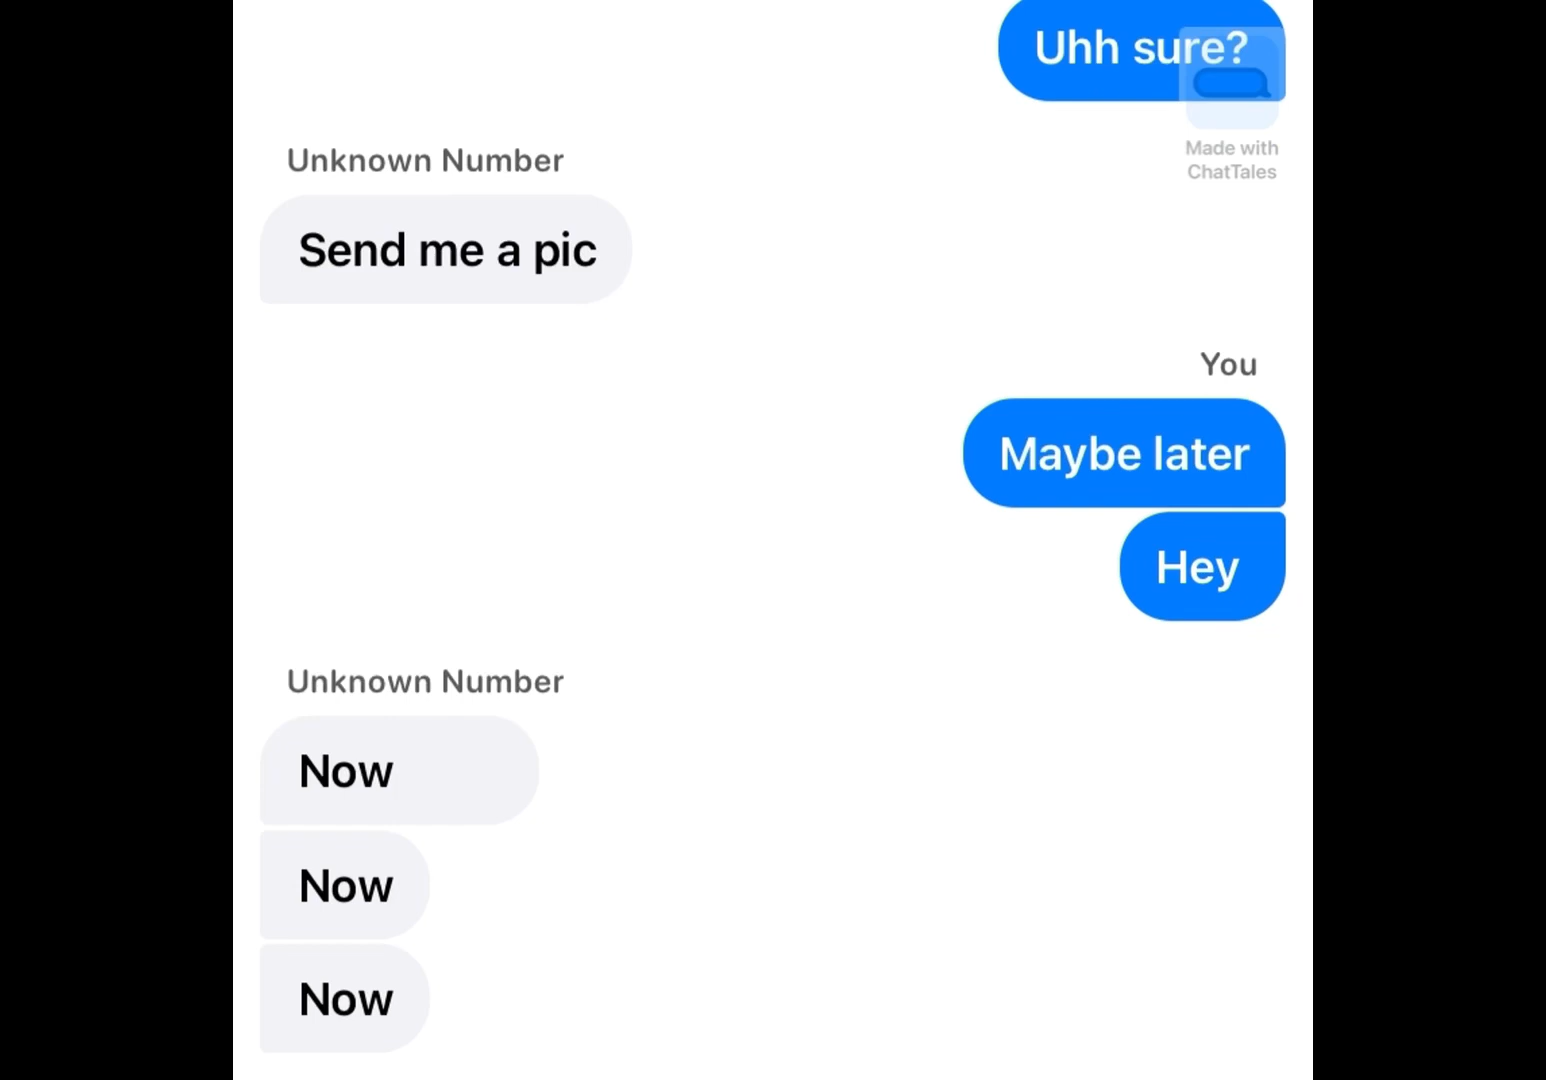 Uhh sure?
Made with
ChatTales
Unknown Number
Send me a pic
You
Maybe later
Hey
Unknown Number
Now
Now
Now